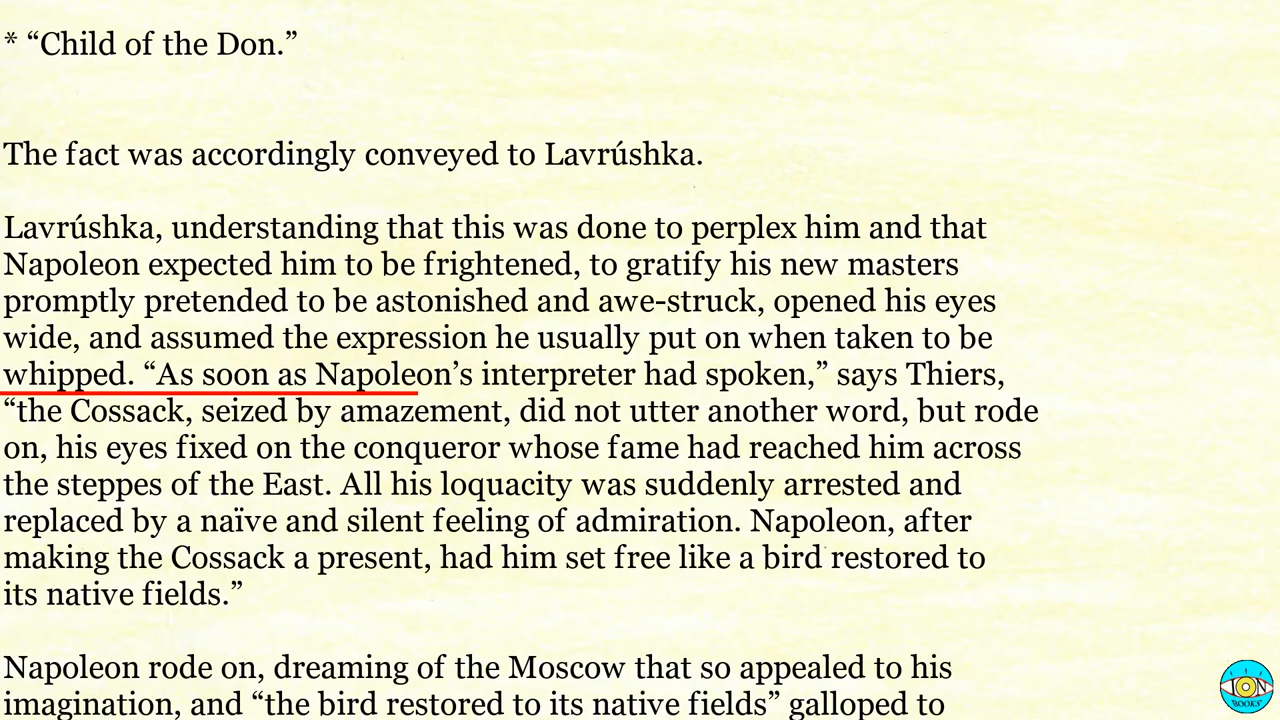 * “Child of the Don.”
The fact was accordingly conveyed to Lavrúshka.
Lavrúshka, understanding that this was done to perplex him and that
Napoleon expected him to be frightened, to gratify his new masters
promptly pretended to be astonished and awe-struck, opened his eyes
wide, and assumed the expression he usually put on when taken to be
whipped. “As soon as Napoleon’s interpreter had spoken,” says Thiers,
“the Cossack, seized by amazement, did not utter another word, but rode
on, his eyes fixed on the conqueror whose fame had reached him across
the steppes of the East. All his loquacity was suddenly arrested and
replaced by a naïve and silent feeling of admiration. Napoleon, after
making the Cossack a present, had him set free like a bird restored to
its native fields.”
Napoleon rode on, dreaming of the Moscow that so appealed to his
imagination, and “the bird restored to its native fields” galloped to
ION
BOOKS